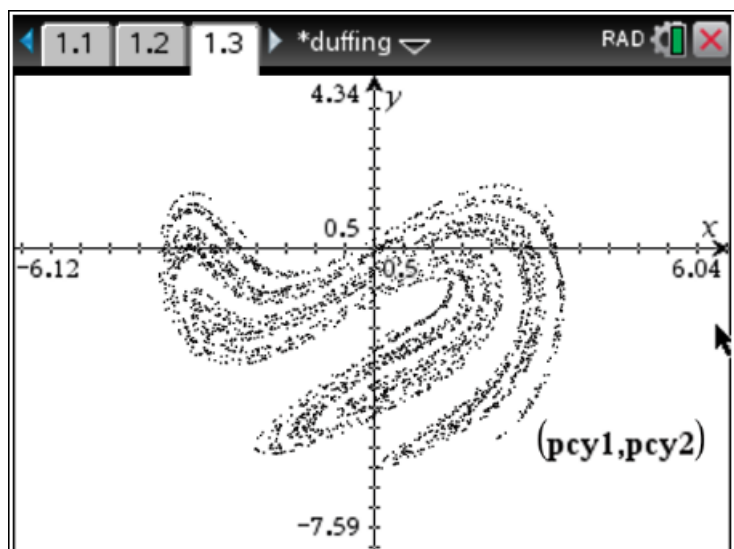 1.1 1.2 1.3 *duffing RAD
4.34 y
0.5 x
-6.12 0.5 6.04
(pcy1,pcy2)
-7.59